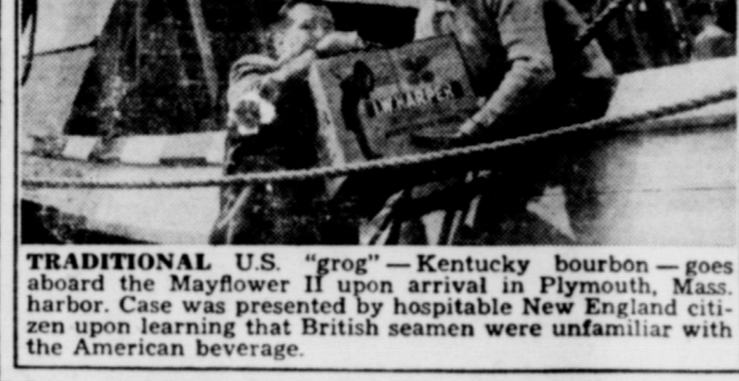 I.W.HARPER
TRADITIONAL U.S. "grog" — Kentucky bourbon — goes
aboard the Mayflower II upon arrival in Plymouth, Mass.
harbor. Case was presented by hospitable New England citi-
zen upon learning that British seamen were unfamiliar with
the American beverage.